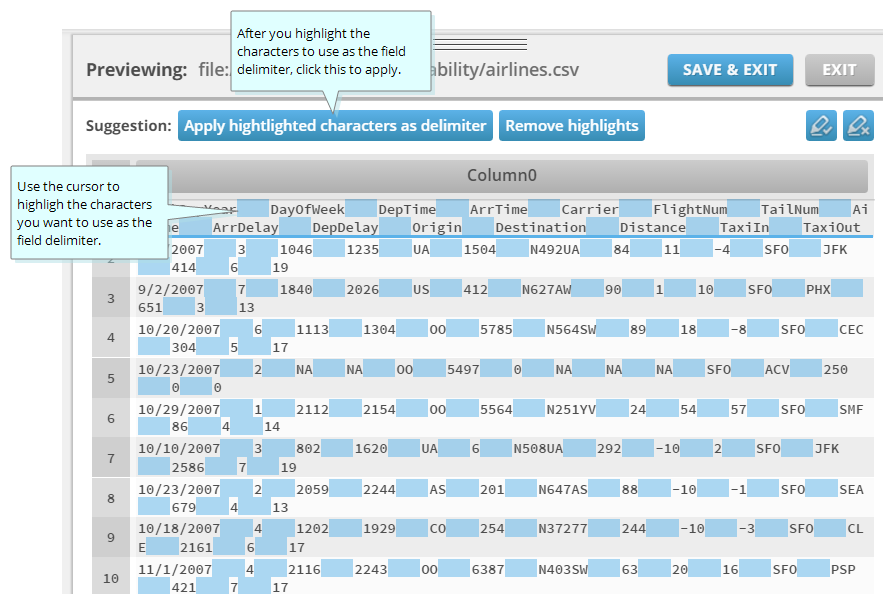 After you highlight the
characters to use as the field
delimiter, click this to apply.
Previewing: file: ability/airlines.csv SAVE & EXIT EXIT
Suggestion: Apply hightlighted characters as delimiter Remove highlights
Use the cursor to
highligh the characters
you want to use as the
field delimiter.
Column0
Year DayOfWeek DepTime ArrTime Carrier FlightNum TailNum Ai
ArrDelay DepDelay Origin Destination Distance TaxiIn TaxiOut
/2007 3 1046 1235 UA 1504 N492UA 84 11 -4 SFO JFK
414 6 19
3 9/2/2007 7 1840 2026 US 412 N627AW 90 1 10 SFO PHX
651 3 13
4 10/20/2007 6 1113 1304 OO 5785 N564SW 89 18 -8 SFO CEC
304 5 17
5 10/23/2007 2 NA NA OO 5497 0 NA NA NA SFO ACV 250
0 0
6 10/29/2007 1 2112 2154 OO 5564 N251YV 24 54 57 SFO SMF
86 4 14
7 10/10/2007 3 802 1620 UA 6 N508UA 292 -10 2 SFO JFK
2586 7 19
8 10/23/2007 2 2059 2244 AS 201 N647AS 88 -10 -1 SFO SEA
679 4 13
9 10/18/2007 4 1202 1929 CO 254 N37277 244 -10 -3 SFO CL
E 2161 6 17
10 11/1/2007 4 2116 2243 OO 6387 N403SW 63 20 16 SFO PSP
421 7 17